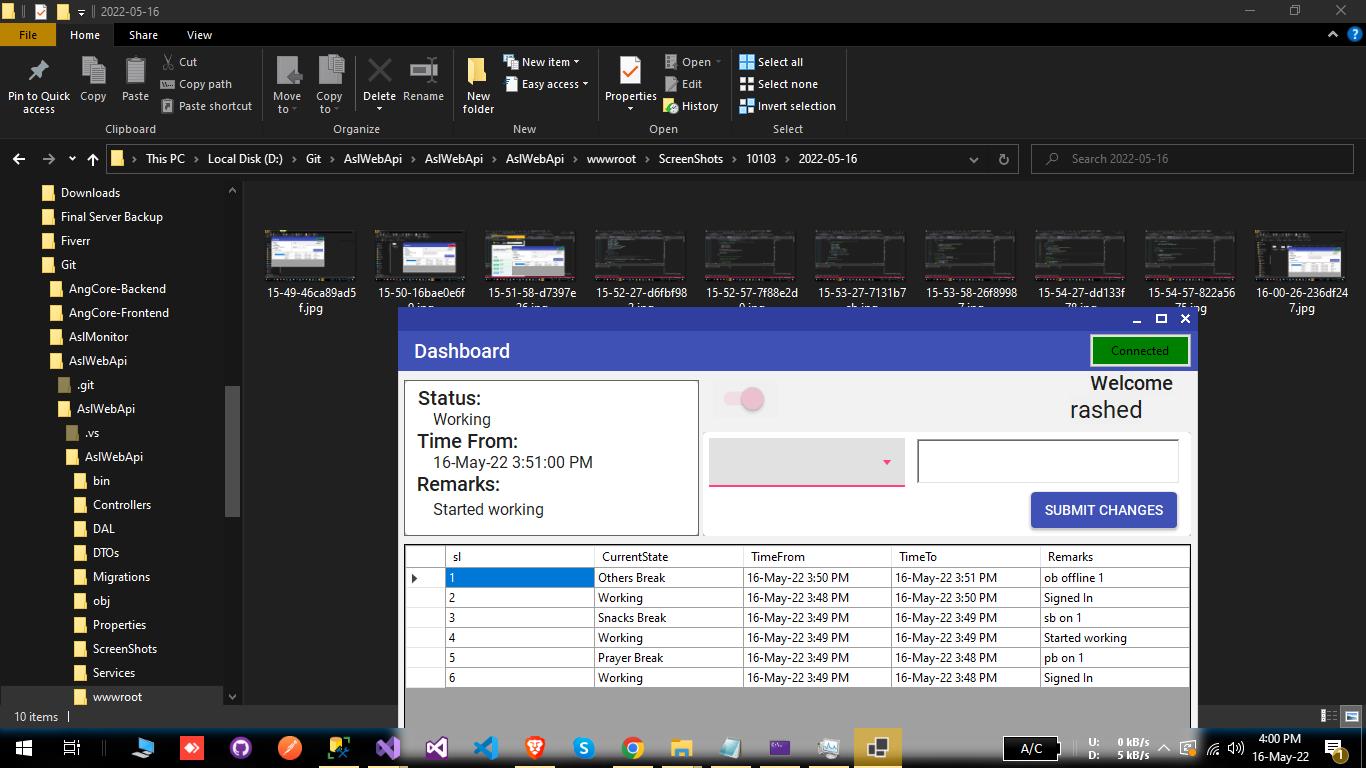 2022-05-16
File Home Share View
Cut
Copy path
Paste shortcut
Pin to Quick access
Copy
Paste
Move to
Copy to
Delete
Rename
New folder
New item
Easy access
Properties
Open
Edit
History
Select all
Select none
Invert selection
Clipboard Organize New Open Select
This PC > Local Disk (D:) > Git > AslWebApi > AslWebApi > AslWebApi > wwwroot > ScreenShots > 10103 > 2022-05-16
Search 2022-05-16
Downloads
Final Server Backup
Fiverr
Git
AngCore-Backend
AngCore-Frontend
AslMonitor
AslWebApi
.git
AslWebApi
.vs
AslWebApi
bin
Controllers
DAL
DTOs
Migrations
obj
Properties
ScreenShots
Services
wwwroot
15-49-46ca89ad5
f.jpg
15-50-16bae0e6f
15-51-58-d7397e
15-52-27-d6fbf98
15-52-57-7f88e2d
15-53-27-7131b7
15-53-58-26f8998
15-54-27-dd133f
15-54-57-822a56
16-00-26-236df24
7.jpg
Dashboard
Connected
Status:
Working
Time From:
16-May-22 3:51:00 PM
Remarks:
Started working
Welcome
rashed
SUBMIT CHANGES
sl CurrentState TimeFrom TimeTo Remarks
1 Others Break 16-May-22 3:50 PM 16-May-22 3:51 PM ob offline 1
2 Working 16-May-22 3:48 PM 16-May-22 3:50 PM Signed In
3 Snacks Break 16-May-22 3:49 PM 16-May-22 3:49 PM sb on 1
4 Working 16-May-22 3:49 PM 16-May-22 3:49 PM Started working
5 Prayer Break 16-May-22 3:49 PM 16-May-22 3:48 PM pb on 1
6 Working 16-May-22 3:49 PM 16-May-22 3:48 PM Signed In
10 items
A/C
U: 0 kB/s
D: 5 kB/s
4:00 PM
16-May-22
1